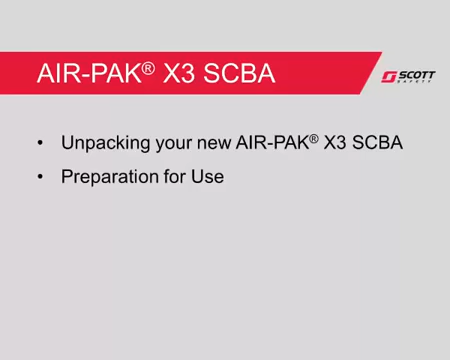 AIR-PAK® X3 SCBA
SCOTT
SAFETY
• Unpacking your new AIR-PAK® X3 SCBA
• Preparation for Use